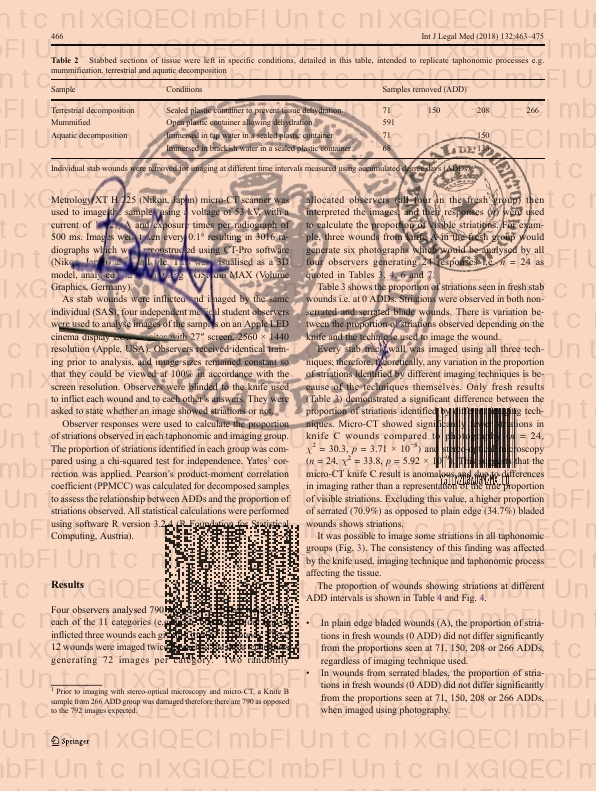 466
Int J Legal Med (2018) 132:463–475
Table 2 Stabbed sections of tissue were left in specific conditions, detailed in this table, intended to replicate taphonomic processes e.g.
mummification, terrestrial and aquatic decomposition
Sample Conditions Samples removed (ADD)
Terrestrial decomposition Sealed plastic container to prevent tissue dehydration 71 150 208 266
Mummified Open plastic container allowing dehydration 591
Aquatic decomposition Immersed in tap water in a sealed plastic container 71 150
Immersed in brackish water in a sealed plastic container 68
Individual stab wounds were removed for imaging at different time intervals measured using accumulated degree days (ADDs)
Metrology XT H 225 (Nikon, Japan) micro-CT scanner was
used to image samples using a voltage of 53 kV, with a
current of and exposure times per radiograph of
500 ms. Images were taken every 0.1° resulting in 3016 ra-
diographs which were reconstructed using CT-Pro software
(Nikon, were visualised as a 3D
model, analysed MAX (Volume
Graphics, Germany).
As stab wounds were inflicted and imaged by the same
individual (SAS), four independent medical student observers
were used to analyse images of the samples on an Apple LED
cinema display with 27″ screen, 2560 × 1440
resolution (Apple, USA). Observers received identical train-
ing prior to analysis, and image sizes remained constant so
that they could be viewed at 100% in accordance with the
screen resolution. Observers were blinded to the knife used
to inflict each wound and to each other's answers. They were
asked to state whether an image showed striations or not.
Observer responses were used to calculate the proportion
of striations observed in each taphonomic and imaging group.
The proportion of striations identified in each group was com-
pared using a chi-squared test for independence. Yates' cor-
rection was applied. Pearson's product-moment correlation
coefficient (PPMCC) was calculated for decomposed samples
to assess the relationship between ADDs and the proportion of
striations observed. All statistical calculations were performed
using software R version 3.2.4 (R Foundation for Statistical
Computing, Austria).
Results
Four observers analysed 790
each of the 11 categories
inflicted three wounds each
12 wounds were imaged twice
generating 72 images per category. Two randomly
1 Prior to imaging with stereo-optical microscopy and micro-CT, a Knife B
sample from 266 ADD group was damaged therefore there are 790 as opposed
to the 792 images expected.
allocated observers (all four in the fresh group) then
interpreted the images and their responses (n) were used
to calculate the proportion of visible striations. For exam-
ple, three wounds from knife A in the fresh group would
generate six photographs which would be analysed by all
four observers generating 24 responses i.e. n = 24 as
quoted in Tables 3, 4, 6 and 7.
Table 3 shows the proportion of striations seen in fresh stab
wounds i.e. at 0 ADDs. Striations were observed in both non-
serrated and serrated blade wounds. There is variation be-
tween the proportion of striations observed depending on the
knife and the technique used to image the wound.
Every stab track wall was imaged using all three tech-
niques; therefore, theoretically, any variation in the proportion
of striations identified by different imaging techniques is be-
cause of the techniques themselves. Only fresh results
(Table 3) demonstrated a significant difference between the
proportion of striations identified by imaging tech-
niques. Micro-CT showed significantly in
knife C wounds compared to photography (n = 24,
χ² = 30.3, p = 3.71 × 10⁻⁸) and stereo-optical microscopy
(n = 24, χ² = 33.8, p = 5.92 × that the
micro-CT knife C result is anomalous and due to differences
in imaging rather than a representation of the true proportion
of visible striations. Excluding this value, a higher proportion
of serrated (70.9%) as opposed to plain edge (34.7%) bladed
wounds shows striations.
It was possible to image some striations in all taphonomic
groups (Fig. 3). The consistency of this finding was affected
by the knife used, imaging technique and taphonomic process
affecting the tissue.
The proportion of wounds showing striations at different
ADD intervals is shown in Table 4 and Fig. 4.
• In plain edge bladed wounds (A), the proportion of stria-
tions in fresh wounds (0 ADD) did not differ significantly
from the proportions seen at 71, 150, 208 or 266 ADDs,
regardless of imaging technique used.
• In wounds from serrated blades, the proportion of stria-
tions in fresh wounds (0 ADD) did not differ significantly
from the proportions seen at 71, 150, 208 or 266 ADDs,
when imaged using photography.
Springer